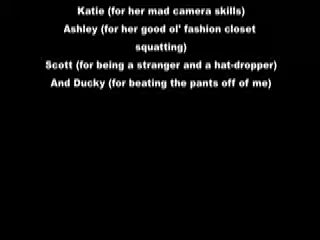 Katie (for her mad camera skills)
Ashley (for her good ol' fashion closet
squatting)
Scott (for being a stranger and a hat-dropper)
And Ducky (for beating the pants off of me)